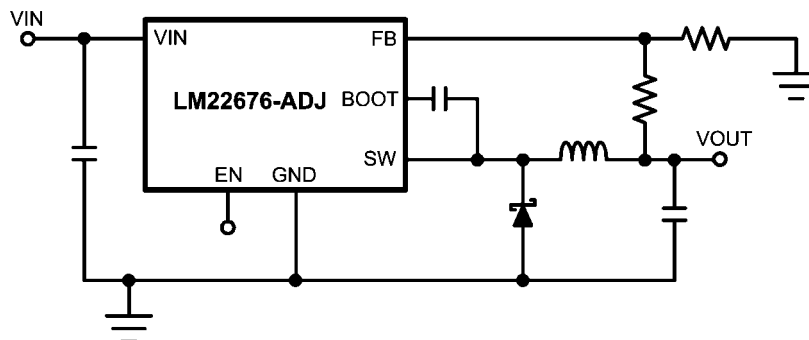 VIN
VIN
FB
LM22676-ADJ
BOOT
VOUT
SW
EN
GND